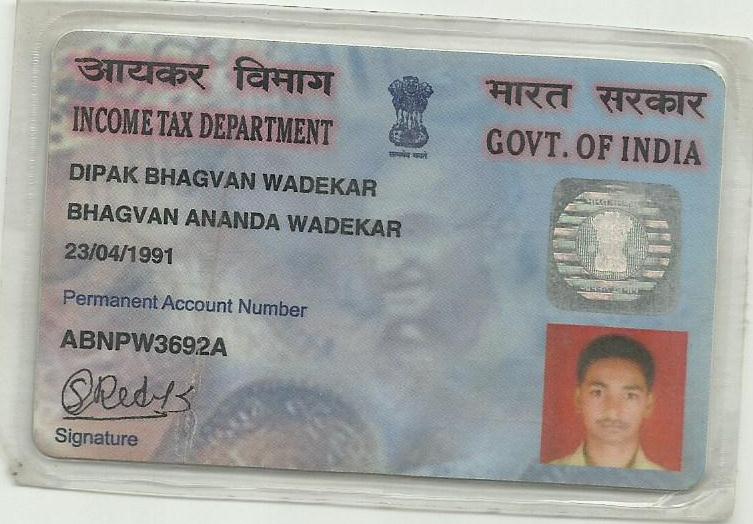 आयकर विभाग
भारत सरकार
INCOME TAX DEPARTMENT
GOVT. OF INDIA
सत्यमेव जयते
DIPAK BHAGVAN WADEKAR
BHAGVAN ANANDA WADEKAR
23/04/1991
Permanent Account Number
ABNPW3692A
Signature